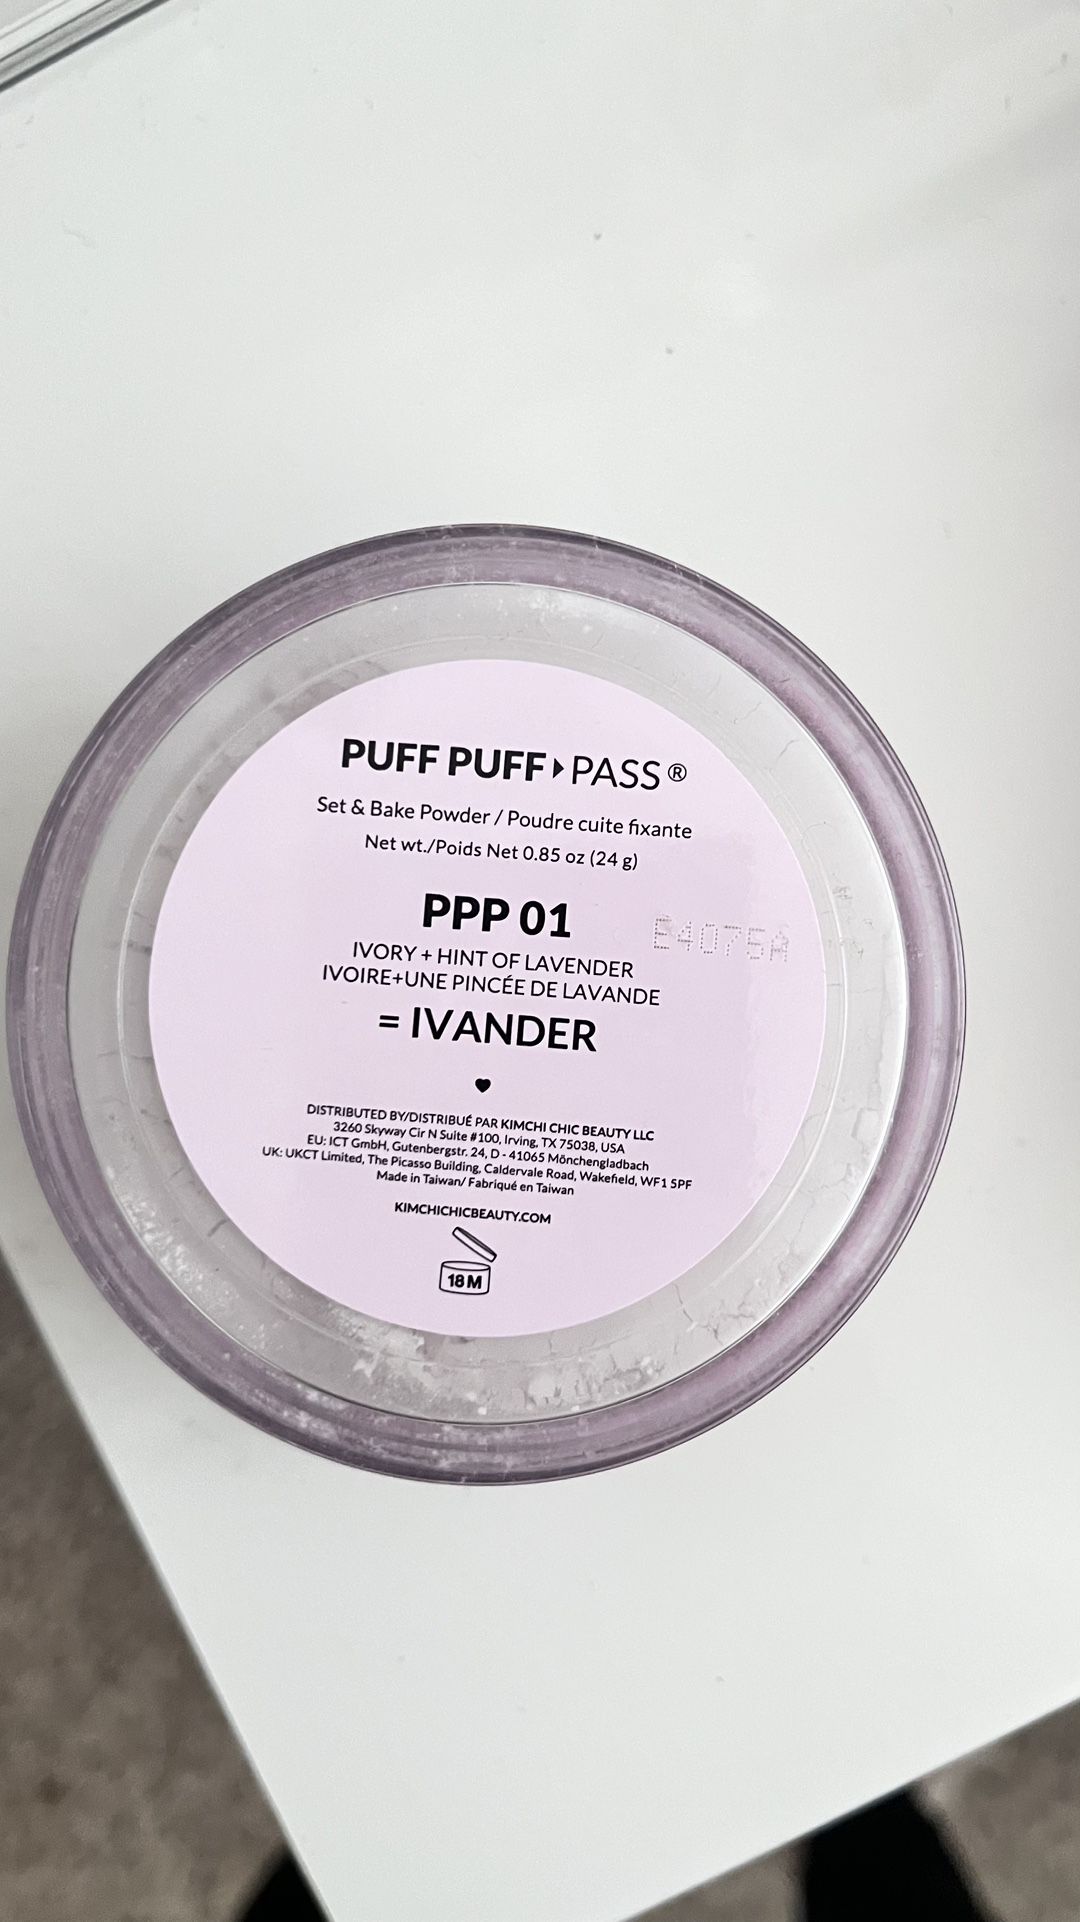 PUFF PUFF▸PASS®
Set & Bake Powder / Poudre cuite fixante
Net wt./Poids Net 0.85 oz (24 g)
PPP 01
E4075A
IVORY + HINT OF LAVENDER
IVOIRE+UNE PINCÉE DE LAVANDE
= IVANDER
♥
DISTRIBUTED BY/DISTRIBUÉ PAR KIMCHI CHIC BEAUTY LLC
3260 Skyway Cir N Suite #100, Irving, TX 75038, USA
EU: ICT GmbH, Gutenbergstr. 24, D - 41065 Mönchengladbach
UK: UKCT Limited, The Picasso Building, Caldervale Road, Wakefield, WF1 5PF
Made in Taiwan/ Fabriqué en Taiwan
KIMCHICHICBEAUTY.COM
18 M